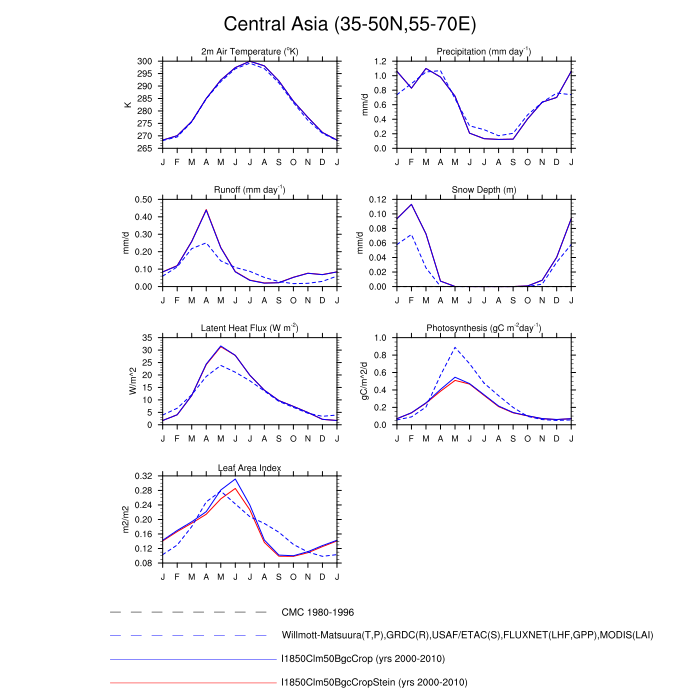 Central Asia (35-50N,55-70E)
2m Air Temperature (°K)
K
300
295
290
285
280
275
270
265
J F M A M J J A S O N D J
Precipitation (mm day⁻¹)
mm/d
1.2
1.0
0.8
0.6
0.4
0.2
0.0
J F M A M J J A S O N D J
Runoff (mm day⁻¹)
mm/d
0.50
0.40
0.30
0.20
0.10
0.00
J F M A M J J A S O N D J
Snow Depth (m)
mm/d
0.12
0.10
0.08
0.06
0.04
0.02
0.00
J F M A M J J A S O N D J
Latent Heat Flux (W m⁻²)
W/m^2
35
30
25
20
15
10
5
0
J F M A M J J A S O N D J
Photosynthesis (gC m⁻²day⁻¹)
gC/m^2/d
1.0
0.8
0.6
0.4
0.2
0.0
J F M A M J J A S O N D J
Leaf Area Index
m2/m2
0.32
0.28
0.24
0.20
0.16
0.12
0.08
J F M A M J J A S O N D J
CMC 1980-1996
Willmott-Matsuura(T,P),GRDC(R),USAF/ETAC(S),FLUXNET(LHF,GPP),MODIS(LAI)
I1850Clm50BgcCrop (yrs 2000-2010)
I1850Clm50BgcCropStein (yrs 2000-2010)